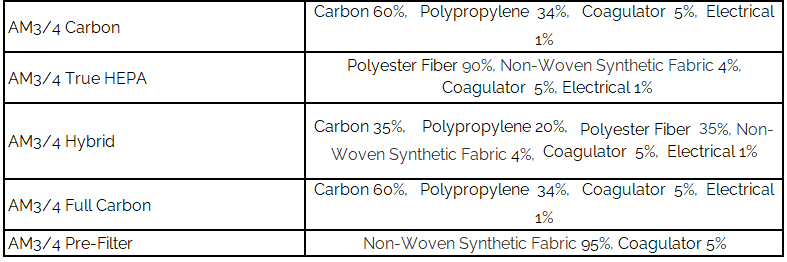 AM3/4 Carbon
Carbon 60%, Polypropylene 34%, Coagulator 5%, Electrical
1%
AM3/4 True HEPA
Polyester Fiber 90%, Non-Woven Synthetic Fabric 4%,
Coagulator 5%, Electrical 1%
AM3/4 Hybrid
Carbon 35%, Polypropylene 20%, Polyester Fiber 35%, Non-
Woven Synthetic Fabric 4%, Coagulator 5%, Electrical 1%
AM3/4 Full Carbon
Carbon 60%, Polypropylene 34%, Coagulator 5%, Electrical
1%
AM3/4 Pre-Filter
Non-Woven Synthetic Fabric 95%, Coagulator 5%